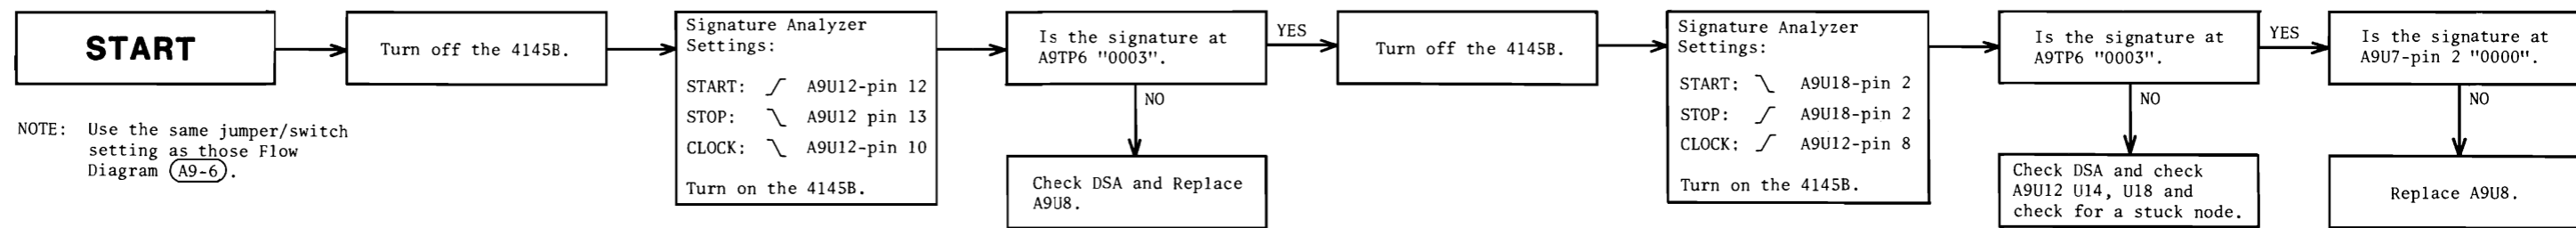 START
NOTE: Use the same jumper/switch
setting as those Flow
Diagram A9-6.
Turn off the 4145B.
Signature Analyzer
Settings:
START: A9U12-pin 12
STOP: A9U12 pin 13
CLOCK: A9U12-pin 10
Turn on the 4145B.
Is the signature at
A9TP6 "0003".
YES
NO
Check DSA and Replace
A9U8.
Turn off the 4145B.
Signature Analyzer
Settings:
START: A9U18-pin 2
STOP: A9U18-pin 2
CLOCK: A9U12-pin 8
Turn on the 4145B.
Is the signature at
A9TP6 "0003".
YES
NO
Check DSA and check
A9U12 U14, U18 and
check for a stuck node.
Is the signature at
A9U7-pin 2 "0000".
NO
Replace A9U8.